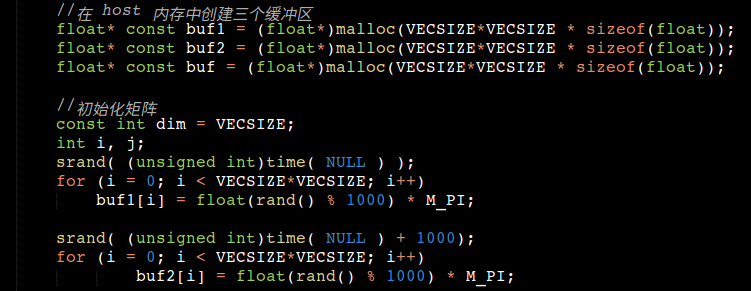 //在 host 内存中创建三个缓冲区
float* const buf1 = (float*)malloc(VECSIZE*VECSIZE * sizeof(float));
float* const buf2 = (float*)malloc(VECSIZE*VECSIZE * sizeof(float));
float* const buf = (float*)malloc(VECSIZE*VECSIZE * sizeof(float));
//初始化矩阵
const int dim = VECSIZE;
int i, j;
srand( (unsigned int)time( NULL ) );
for (i = 0; i < VECSIZE*VECSIZE; i++)
buf1[i] = float(rand() % 1000) * M_PI;
srand( (unsigned int)time( NULL ) + 1000);
for (i = 0; i < VECSIZE*VECSIZE; i++)
buf2[i] = float(rand() % 1000) * M_PI;